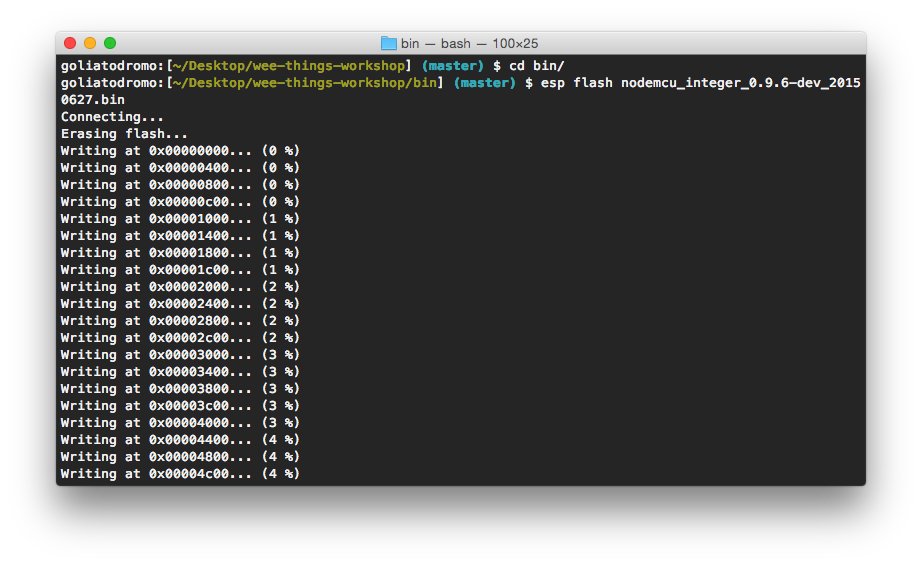 bin — bash — 100×25
goliatodromo:[~/Desktop/wee-things-workshop] (master) $ cd bin/
goliatodromo:[~/Desktop/wee-things-workshop/bin] (master) $ esp flash nodemcu_integer_0.9.6-dev_2015
0627.bin
Connecting...
Erasing flash...
Writing at 0x00000000... (0 %)
Writing at 0x00000400... (0 %)
Writing at 0x00000800... (0 %)
Writing at 0x00000c00... (0 %)
Writing at 0x00001000... (1 %)
Writing at 0x00001400... (1 %)
Writing at 0x00001800... (1 %)
Writing at 0x00001c00... (1 %)
Writing at 0x00002000... (2 %)
Writing at 0x00002400... (2 %)
Writing at 0x00002800... (2 %)
Writing at 0x00002c00... (2 %)
Writing at 0x00003000... (3 %)
Writing at 0x00003400... (3 %)
Writing at 0x00003800... (3 %)
Writing at 0x00003c00... (3 %)
Writing at 0x00004000... (3 %)
Writing at 0x00004400... (4 %)
Writing at 0x00004800... (4 %)
Writing at 0x00004c00... (4 %)